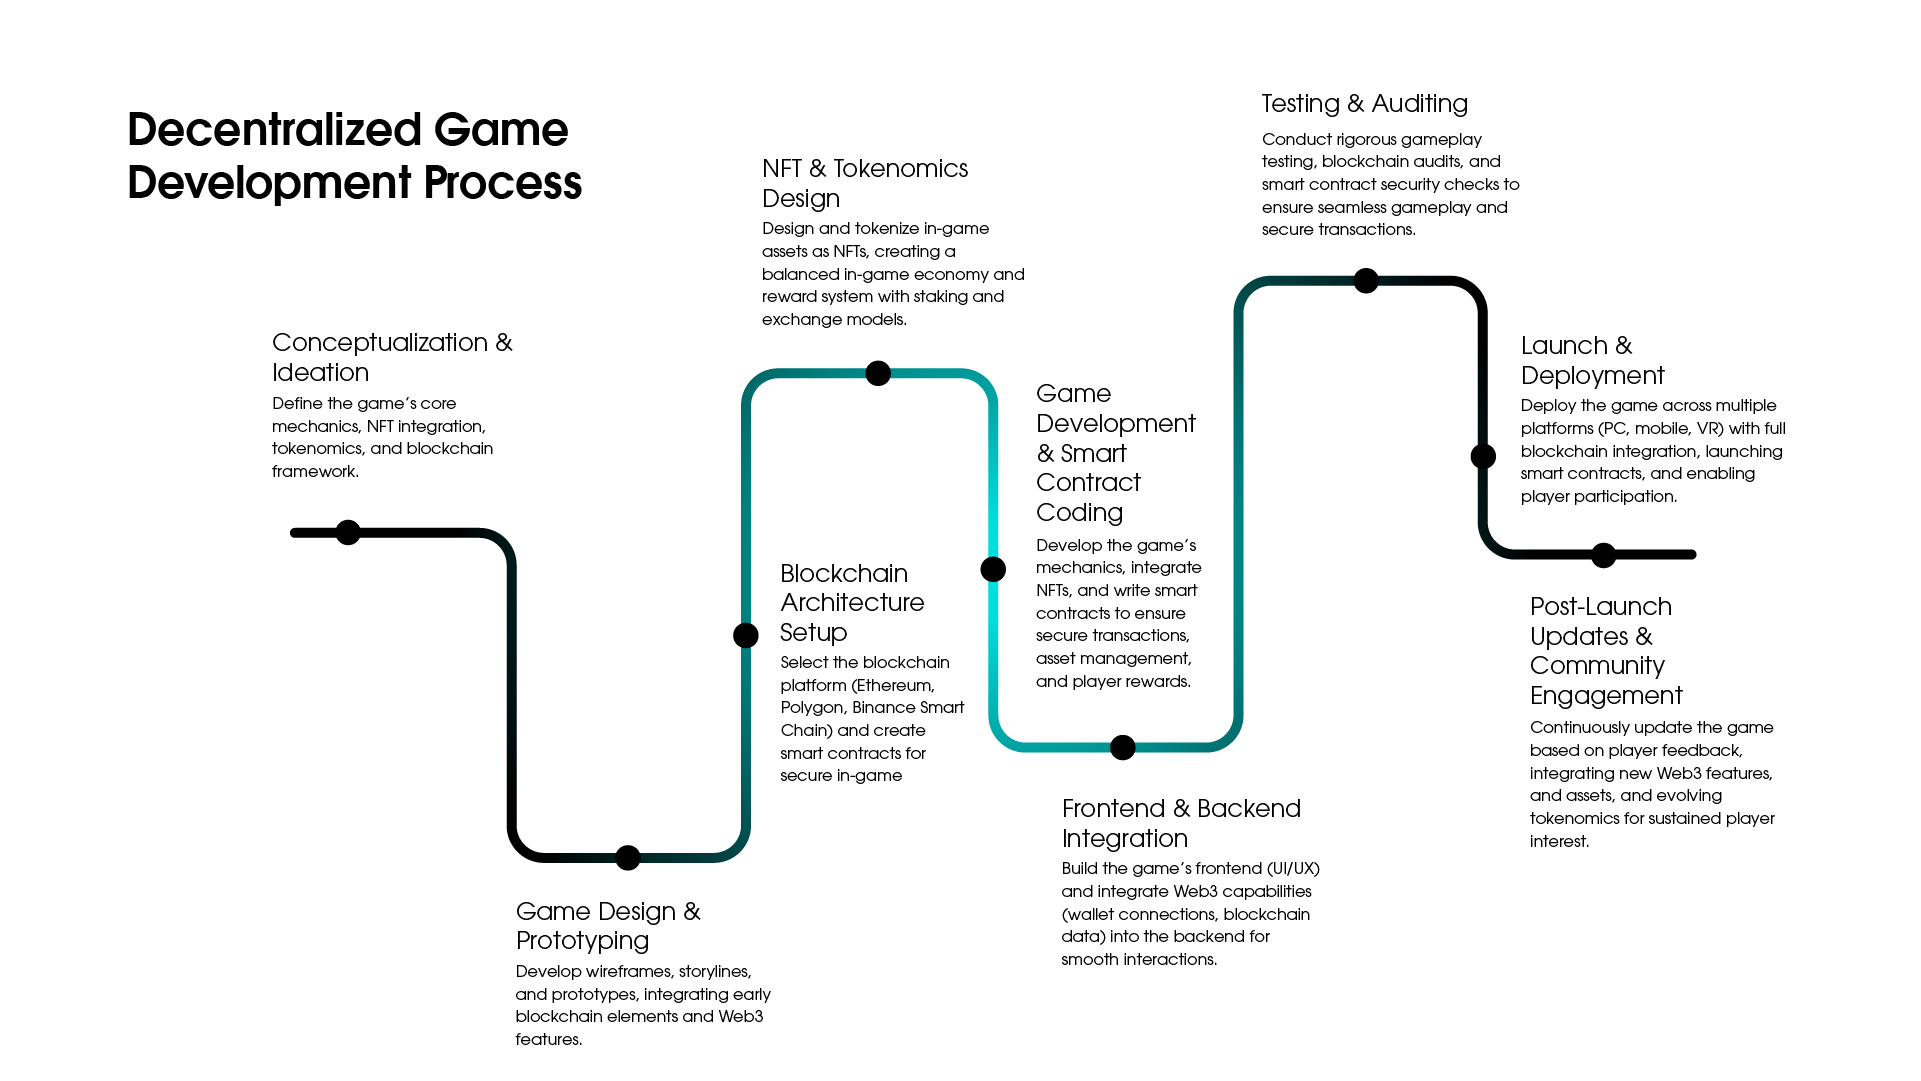 Decentralized Game
Development Process
Conceptualization &
Ideation
Define the game’s core
mechanics, NFT integration,
tokenomics, and blockchain
framework.
Game Design &
Prototyping
Develop wireframes, storylines,
and prototypes, integrating early
blockchain elements and Web3
features.
Blockchain
Architecture
Setup
Select the blockchain
platform (Ethereum,
Polygon, Binance Smart
Chain) and create
smart contracts for
secure in-game
NFT & Tokenomics
Design
Design and tokenize in-game
assets as NFTs, creating a
balanced in-game economy and
reward system with staking and
exchange models.
Game
Development
& Smart
Contract
Coding
Develop the game’s
mechanics, integrate
NFTs, and write smart
contracts to ensure
secure transactions,
asset management,
and player rewards.
Frontend & Backend
Integration
Build the game’s frontend (UI/UX)
and integrate Web3 capabilities
(wallet connections, blockchain
data) into the backend for
smooth interactions.
Testing & Auditing
Conduct rigorous gameplay
testing, blockchain audits, and
smart contract security checks to
ensure seamless gameplay and
secure transactions.
Launch &
Deployment
Deploy the game across multiple
platforms (PC, mobile, VR) with full
blockchain integration, launching
smart contracts, and enabling
player participation.
Post-Launch
Updates &
Community
Engagement
Continuously update the game
based on player feedback,
integrating new Web3 features,
and assets, and evolving
tokenomics for sustained player
interest.